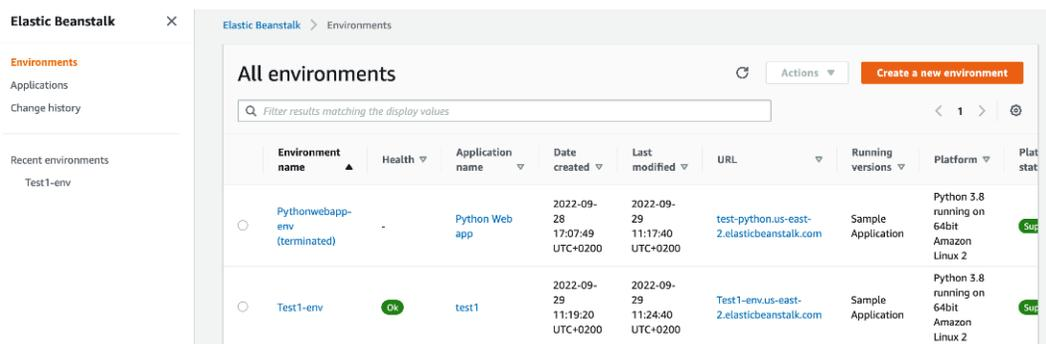 Elastic Beanstalk
Environments
Applications
Change history
Recent environments
Test1-env
Elastic Beanstalk > Environments
All environments
Actions
Create a new environment
Filter results matching the display values
1
Environment name
Health
Application name
Date created
Last modified
URL
Running versions
Platform
Pythonwebapp-
env
(terminated)
-
Python Web
app
2022-09-
28
17:07:49
UTC+0200
2022-09-
29
11:17:40
UTC+0200
test-python.us-east-
2.elasticbeanstalk.com
Sample
Application
Python 3.8
running on
64bit
Amazon
Linux 2
Test1-env
Ok
test1
2022-09-
29
11:19:20
UTC+0200
2022-09-
29
11:24:40
UTC+0200
Test1-env.us-east-
2.elasticbeanstalk.com
Sample
Application
Python 3.8
running on
64bit
Amazon
Linux 2